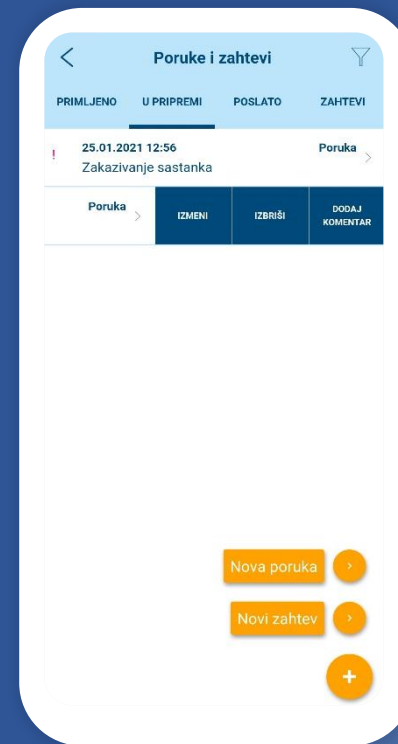 Poruke i zahtevi
PRIMLJENO U PRIPREMI POSLATO ZAHTEVI
! 25.01.2021 12:56 Poruka
Zakazivanje sastanka
Poruka IZMENI IZBRIŠI DODAJ
KOMENTAR
Nova poruka
Novi zahtev
+